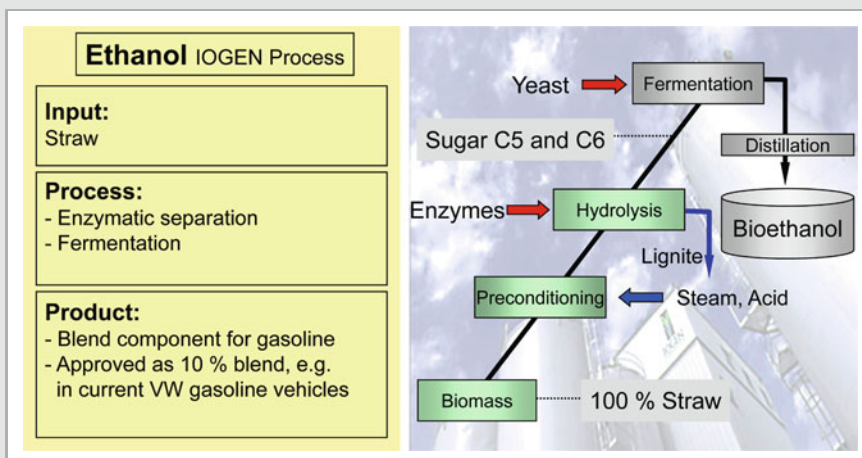 Ethanol IOGEN Process
Input:
Straw
Process:
- Enzymatic separation
- Fermentation
Product:
- Blend component for gasoline
- Approved as 10 % blend, e.g.
in current VW gasoline vehicles
Yeast
Fermentation
Sugar C5 and C6
Distillation
Enzymes
Hydrolysis
Bioethanol
Lignite
Preconditioning
Steam, Acid
IOGEN
Biomass
100 % Straw